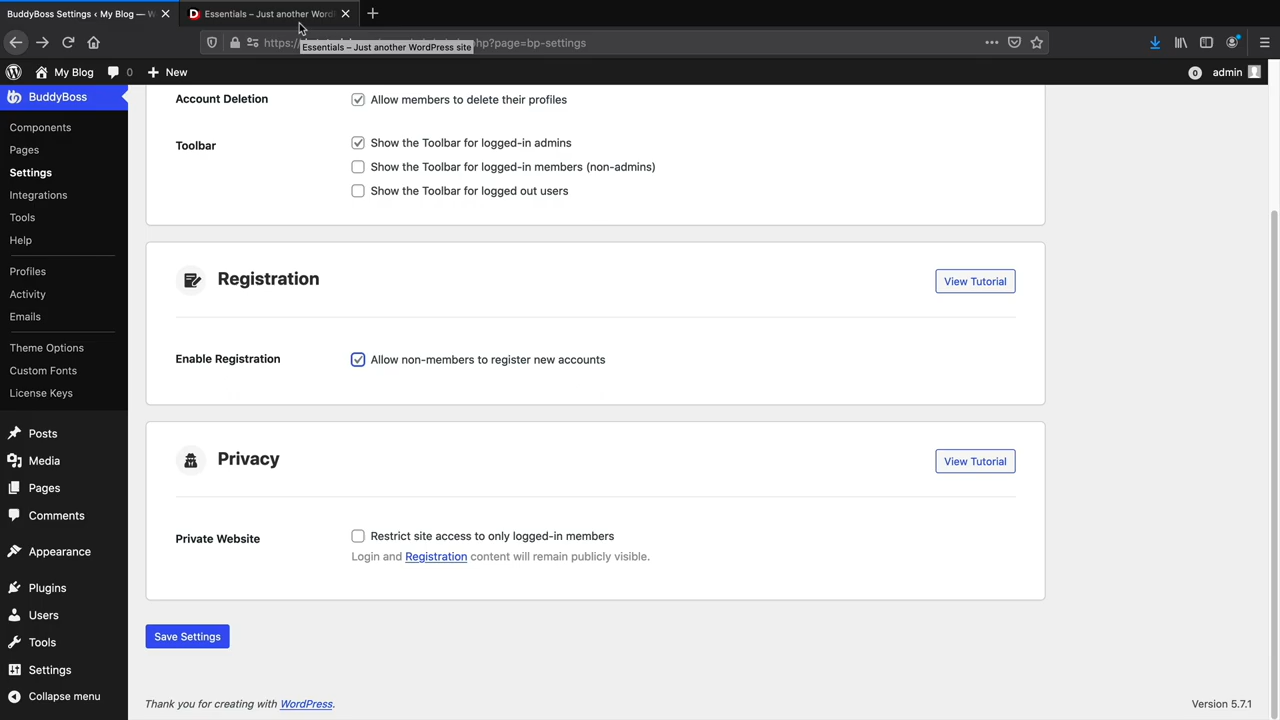 BuddyBoss Settings ‹ My Blog — W
Essentials – Just another Word
https://
hp?page=bp-settings
Essentials – Just another WordPress site
My Blog
0
New
0
admin
BuddyBoss
Components
Pages
Settings
Integrations
Tools
Help
Profiles
Activity
Emails
Theme Options
Custom Fonts
License Keys
Posts
Media
Pages
Comments
Appearance
Plugins
Users
Tools
Settings
Collapse menu
Account Deletion
Allow members to delete their profiles
Toolbar
Show the Toolbar for logged-in admins
Show the Toolbar for logged-in members (non-admins)
Show the Toolbar for logged out users
Registration
View Tutorial
Enable Registration
Allow non-members to register new accounts
Privacy
View Tutorial
Private Website
Restrict site access to only logged-in members
Login and Registration content will remain publicly visible.
Save Settings
Thank you for creating with WordPress.
Version 5.7.1